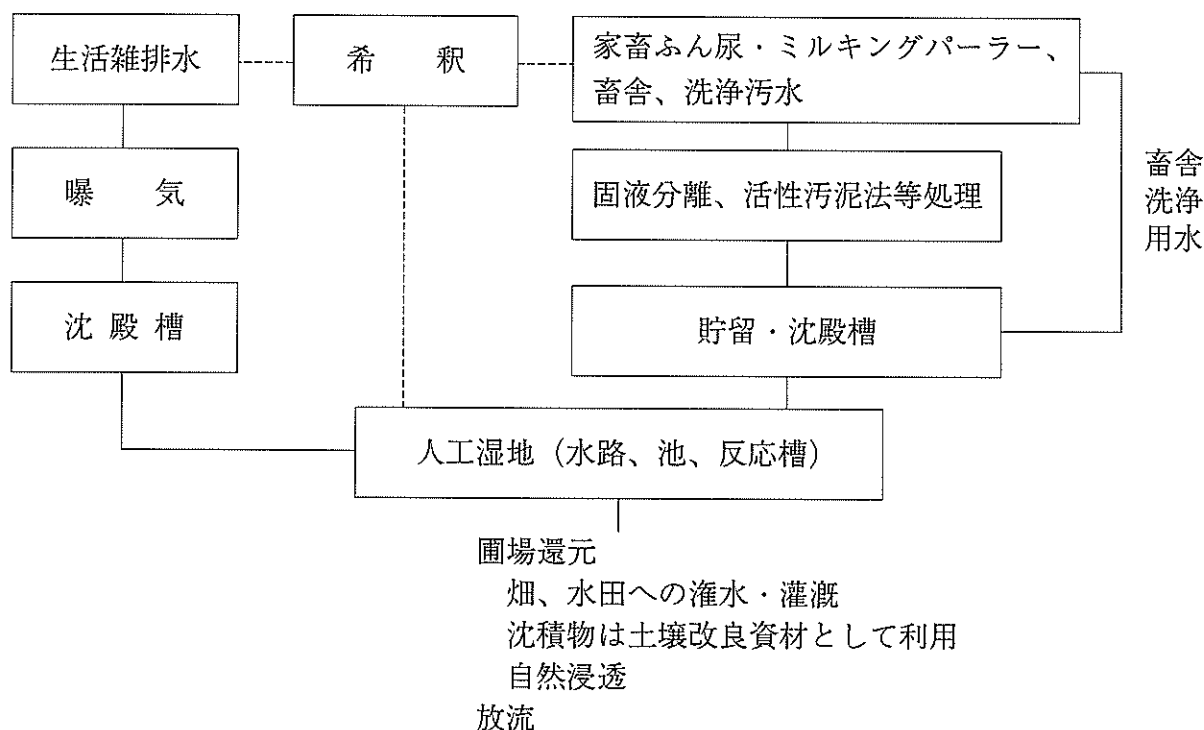 生活雑排水
希　釈
家畜ふん尿・ミルキングパーラー、
畜舎、洗浄汚水
曝　気
固液分離、活性汚泥法等処理
畜舎
洗浄
用水
沈殿槽
貯留・沈殿槽
人工湿地（水路、池、反応槽）
圃場還元
畑、水田への潅水・灌漑
沈積物は土壌改良資材として利用
自然浸透
放流